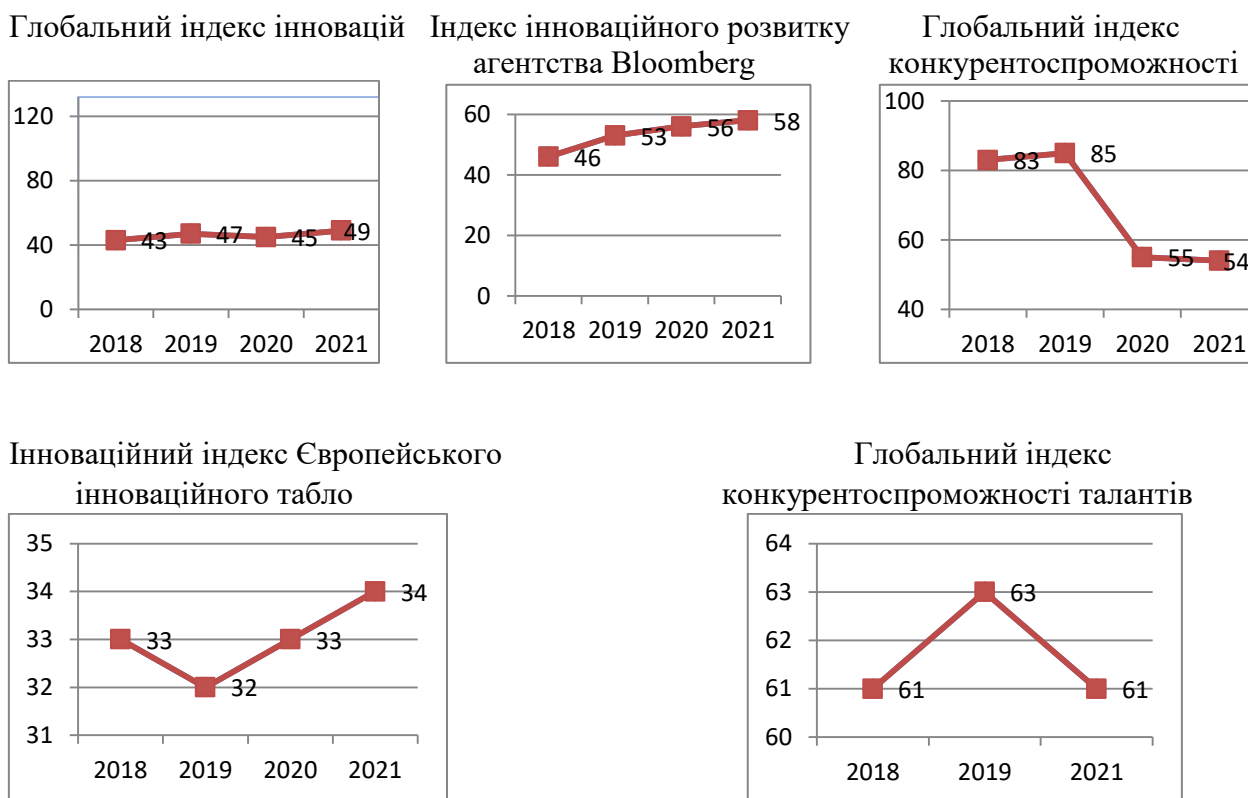 Глобальний індекс інновацій
120
80
40
0
43
47
45
49
2018 2019 2020 2021
Індекс інноваційного розвитку
агентства Bloomberg
60
40
20
0
46
53
56
58
2018 2019 2020 2021
Глобальний індекс
конкурентоспроможності
100
80
60
40
83
85
55
54
2018 2019 2020 2021
Інноваційний індекс Європейського
інноваційного табло
35
34
33
32
31
33
32
33
34
2018 2019 2020 2021
Глобальний індекс
конкурентоспроможності талантів
64
63
62
61
60
61
63
61
2018 2019 2021